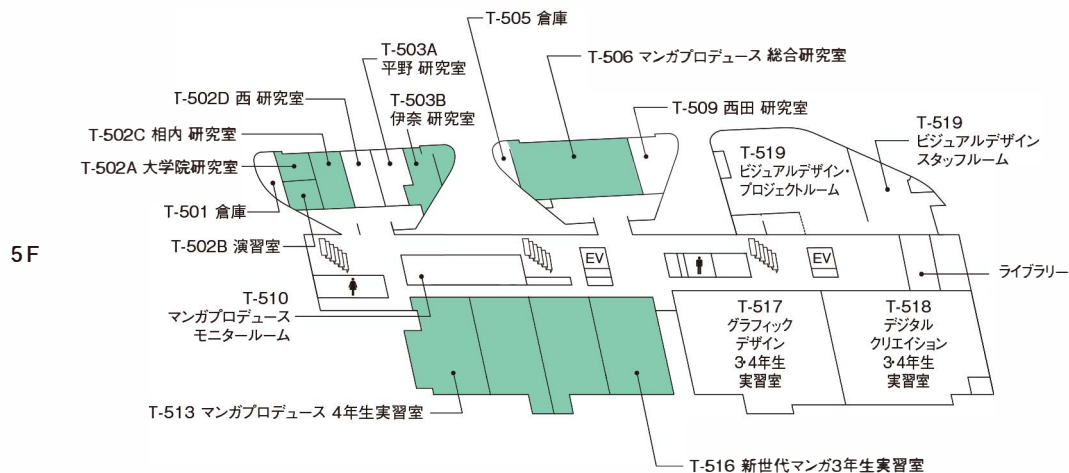 T-505 倉庫
T-503A
平野 研究室
T-506 マンガプロデュース 総合研究室
T-502D 西 研究室
T-503B
伊奈 研究室
T-509 西田 研究室
T-502C 相内 研究室
T-519
ビジュアルデザイン
スタッフルーム
T-502A 大学院研究室
T-519
ビジュアルデザイン・
プロジェクトルーム
T-501 倉庫
T-502B 演習室
5F
EV
EV
ライブラリー
T-510
マンガプロデュース
モニタールーム
T-517
グラフィック
デザイン
3・4年生
実習室
T-518
デジタル
クリエイション
3・4年生
実習室
T-513 マンガプロデュース 4年生実習室
T-516 新世代マンガ3年生実習室